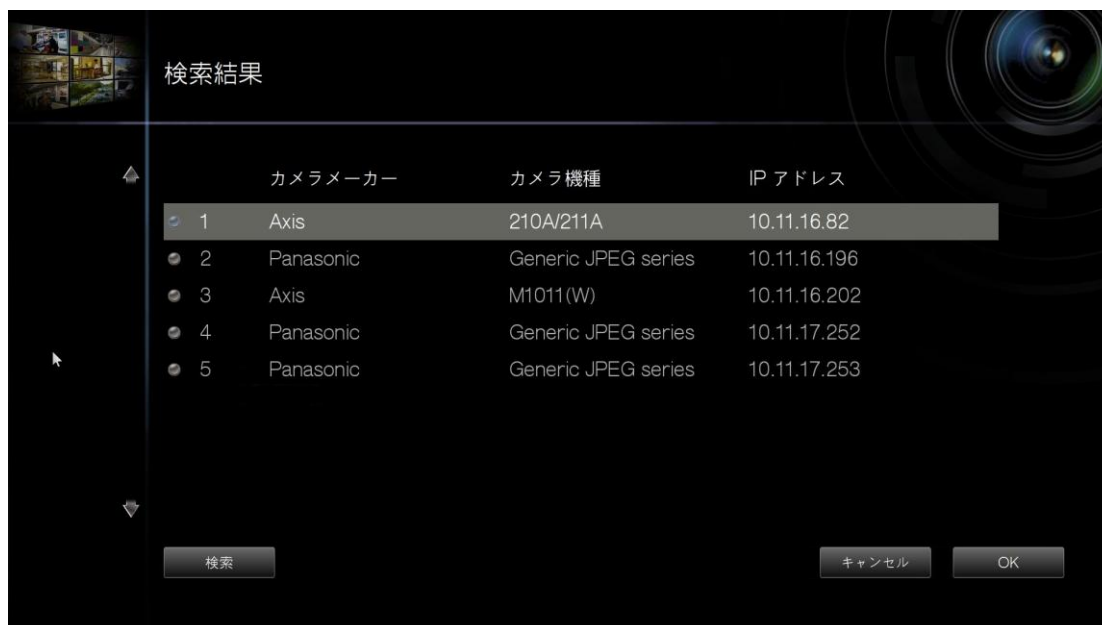 検索結果
カメラメーカー カメラ機種 IP アドレス
1 Axis 210A/211A 10.11.16.82
2 Panasonic Generic JPEG series 10.11.16.196
3 Axis M1011(W) 10.11.16.202
4 Panasonic Generic JPEG series 10.11.17.252
5 Panasonic Generic JPEG series 10.11.17.253
検索 キャンセル OK